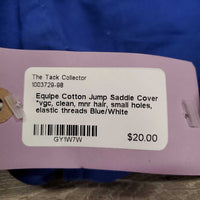 The Tack Collector
1003729-98
Equipe Cotton Jump Saddle Cover
*vgc, clean, mnr hair, small holes,
elastic threads Blue/White
GY1W7W
$20.00